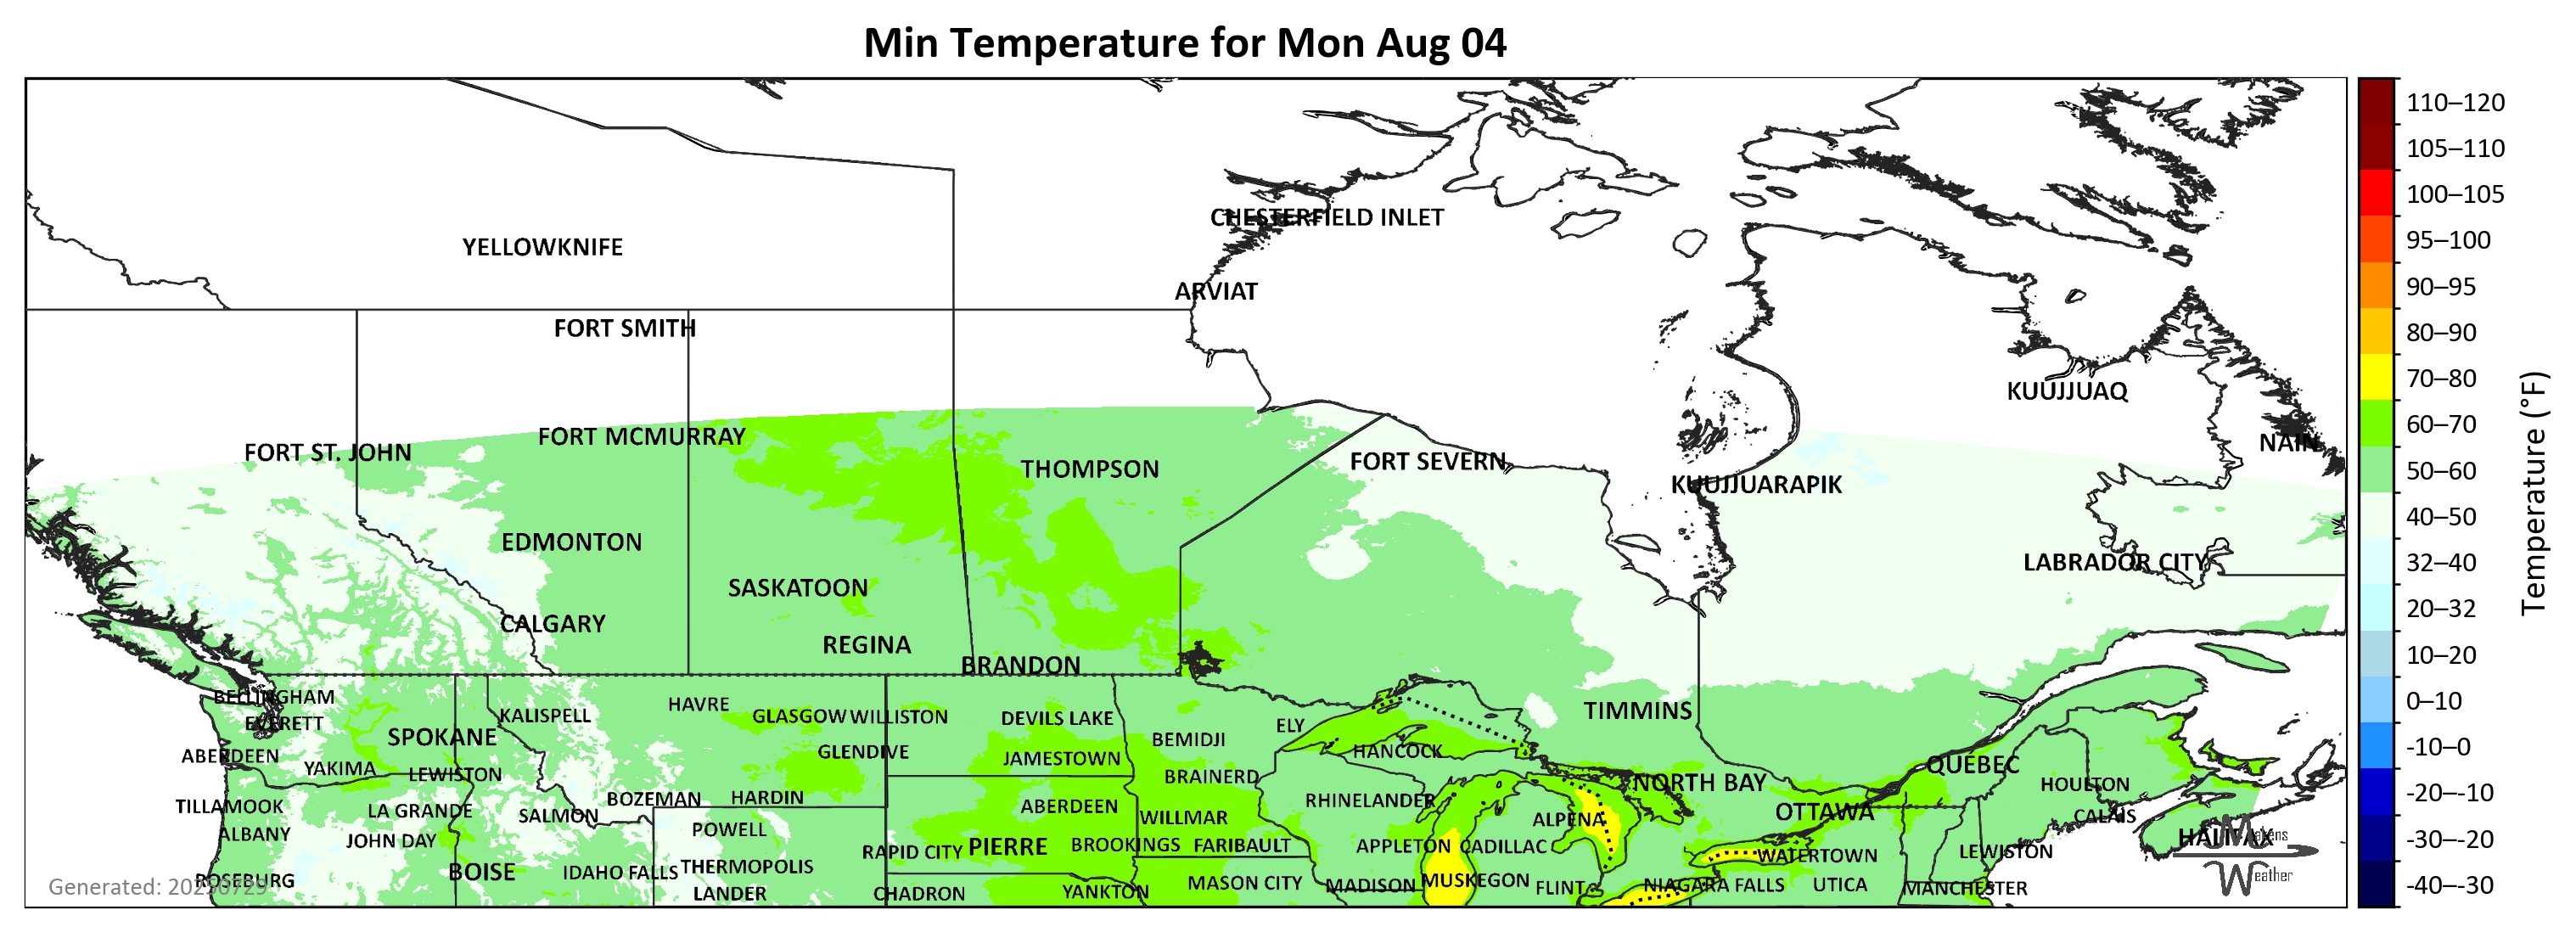 Min Temperature for Mon Aug 04
CHESTERFIELD INLET
YELLOWKNIFE
ARVIAT
FORT SMITH
KUUJJUAQ
FORT MCMURRAY
NAIN
FORT ST. JOHN
FORT SEVERN
THOMPSON
KUUJJUARAPIK
EDMONTON
LABRADOR CITY
SASKATOON
CALGARY
REGINA
BRANDON
BELLINGHAM
HAVRE
KALISPELL
GLASGOW
WILLISTON
DEVILS LAKE
TIMMINS
EVERETT
ELY
SPOKANE
BEMIDJI
ABERDEEN
GLENDIVE
JAMESTOWN
HANCOCK
QUÉBEC
YAKIMA
LEWISTON
BRAINERD
NORTH BAY
HOULTON
BOZEMAN
HARDIN
RHINELANDER
TILLAMOOK
LA GRANDE
SALMON
ABERDEEN
WILLMAR
ALPENA
OTTAWA
CALAIS
ALBANY
JOHN DAY
POWELL
HALIFAX
RAPID CITY
PIERRE
BROOKINGS
FARIBAULT
APPLETON
CADILLAC
WATERTOWN
LEWISTON
BOISE
IDAHO FALLS
THERMOPOLIS
ROSEBURG
MASON CITY
MADISON
MUSKEGON
FLINT
NIAGARA FALLS
UTICA
MANCHESTER
LANDER
CHADRON
YANKTON
Generated: 20250729
Makens
Weather
110–120
105–110
100–105
95–100
90–95
80–90
70–80
60–70
50–60
40–50
32–40
20–32
10–20
0–10
-10–0
-20–-10
-30–-20
-40–-30
Temperature (°F)